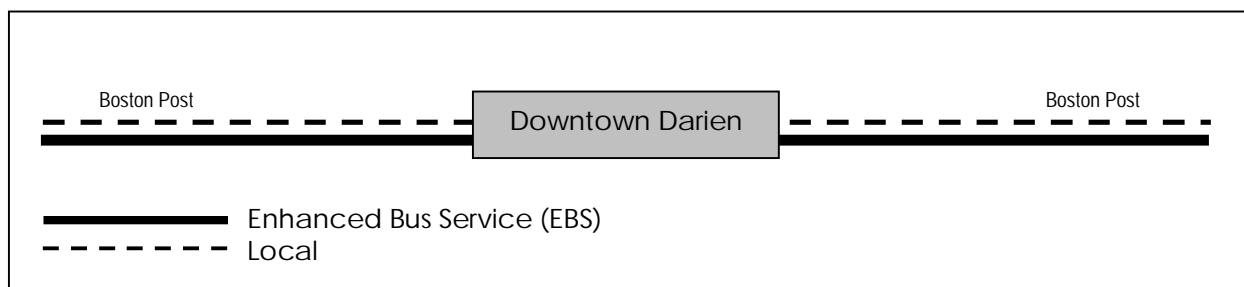 Boston Post
Boston Post
Downtown Darien
Enhanced Bus Service (EBS)
Local